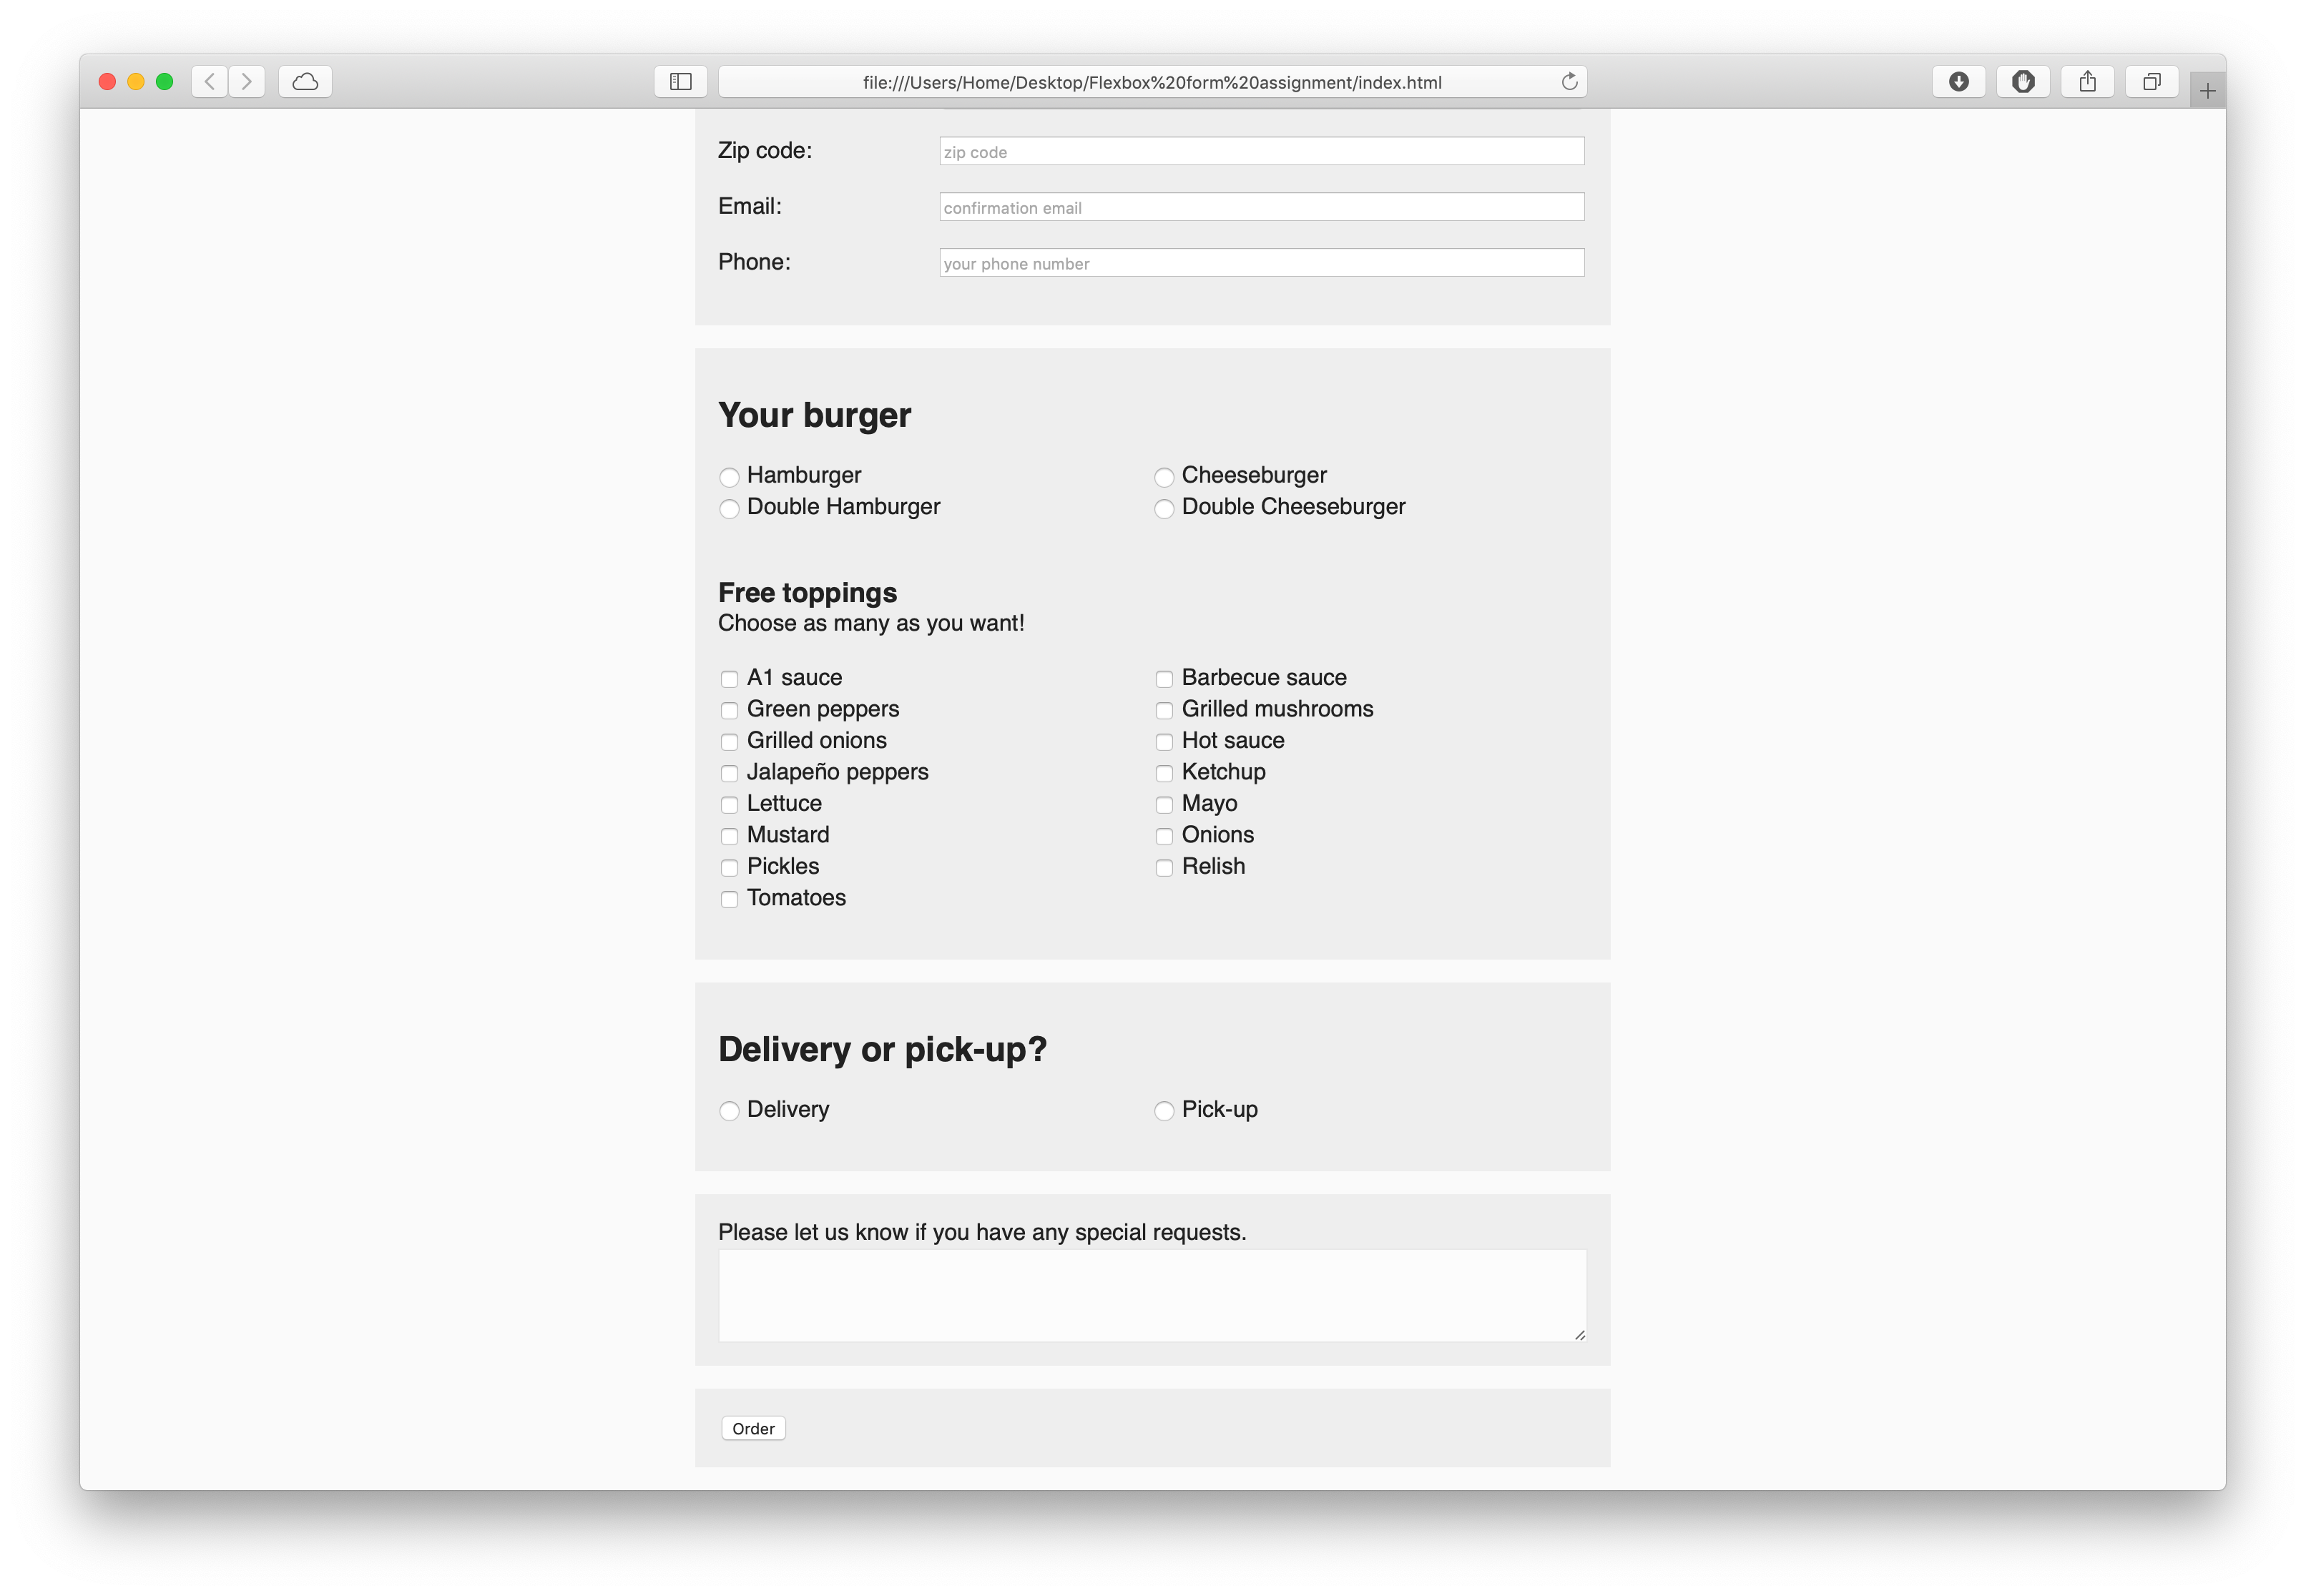 file:///Users/Home/Desktop/Flexbox%20form%20assignment/index.html
Zip code: zip code
Email: confirmation email
Phone: your phone number
Your burger
Hamburger Cheeseburger
Double Hamburger Double Cheeseburger
Free toppings
Choose as many as you want!
A1 sauce Barbecue sauce
Green peppers Grilled mushrooms
Grilled onions Hot sauce
Jalapeño peppers Ketchup
Lettuce Mayo
Mustard Onions
Pickles Relish
Tomatoes
Delivery or pick-up?
Delivery Pick-up
Please let us know if you have any special requests.
Order